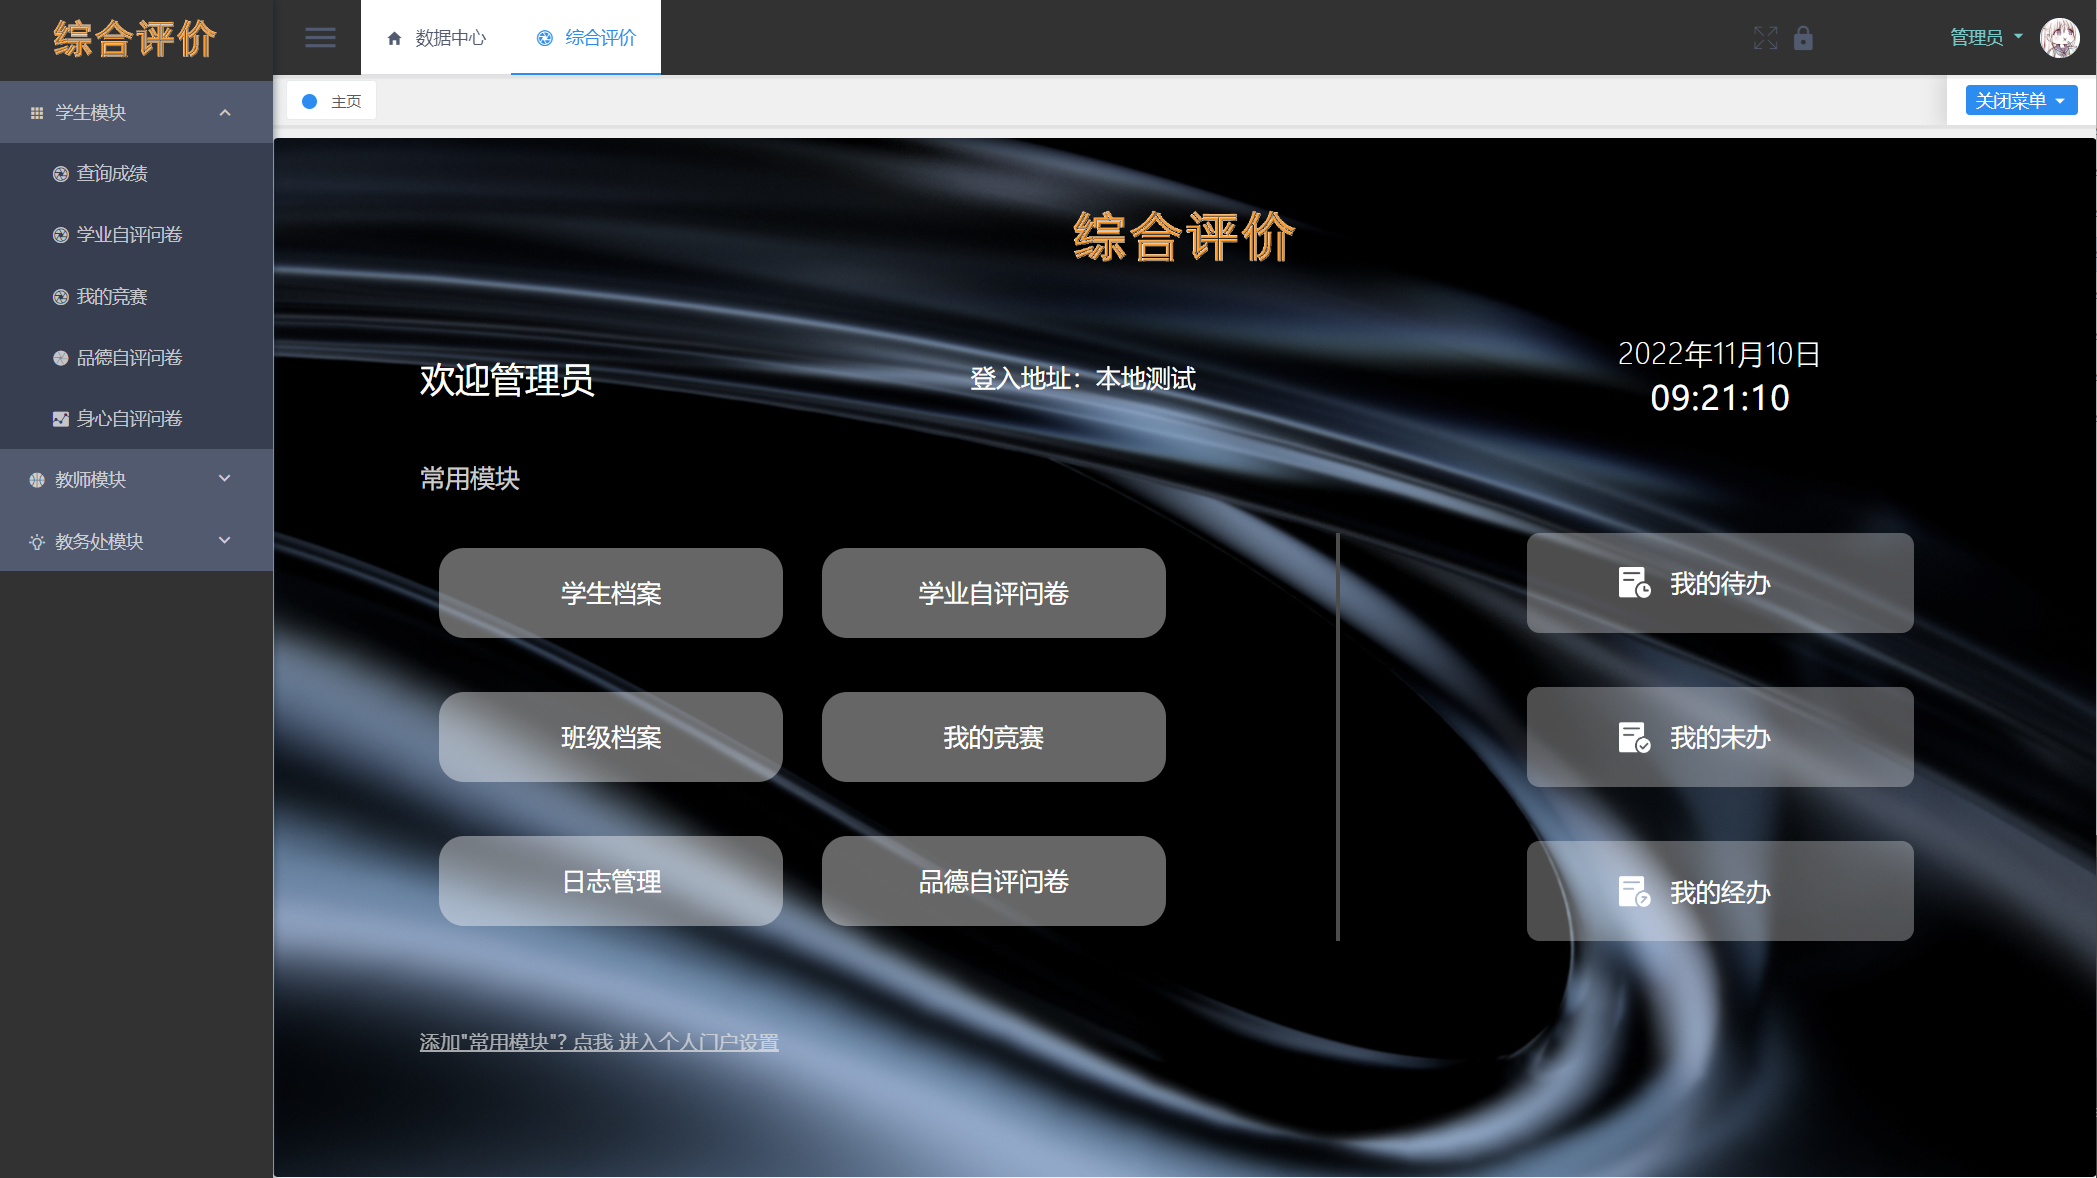 综合评价
数据中心
综合评价
管理员
主页
关闭菜单
学生模块
查询成绩
学业自评问卷
我的竞赛
品德自评问卷
身心自评问卷
教师模块
教务处模块
综合评价
欢迎管理员
登入地址：本地测试
2022年11月10日
09:21:10
常用模块
学生档案
学业自评问卷
班级档案
我的竞赛
日志管理
品德自评问卷
我的待办
我的未办
我的经办
添加"常用模块"? 点我 进入个人门户设置